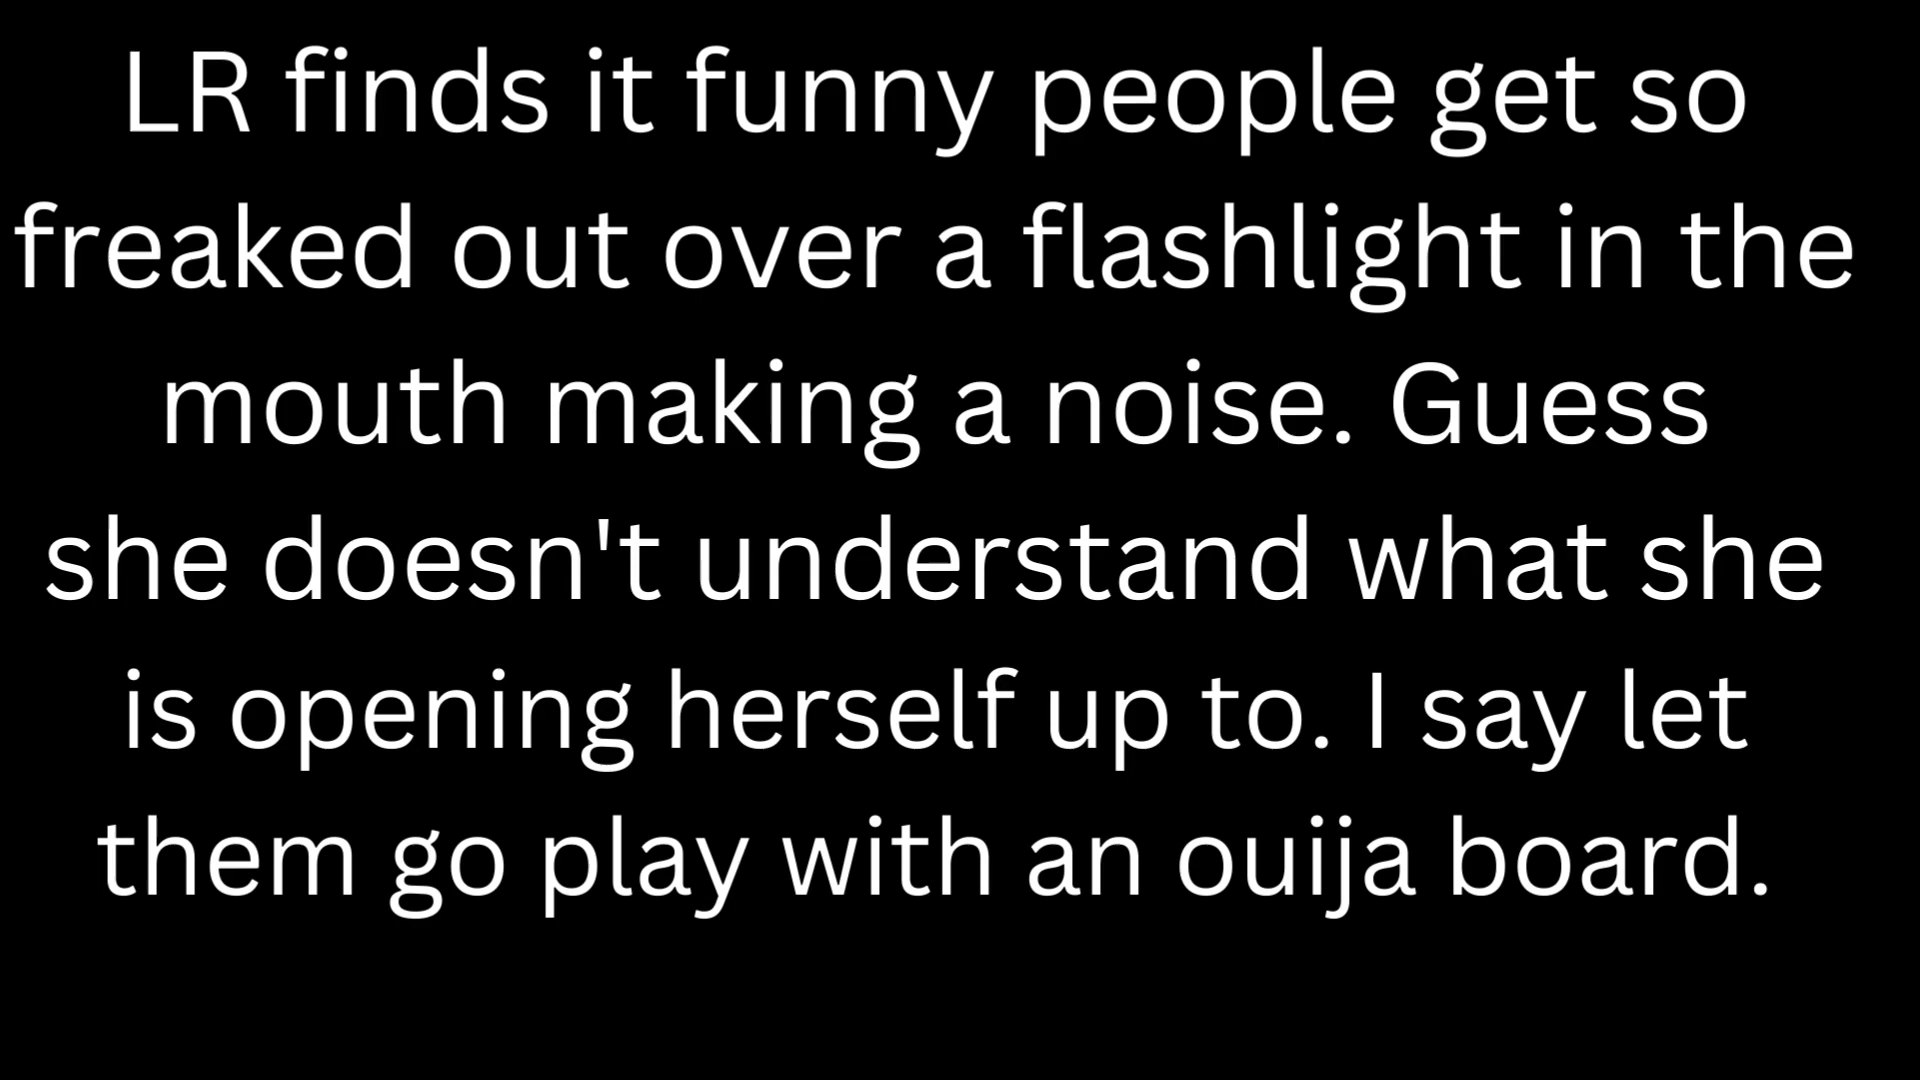 LR finds it funny people get so
freaked out over a flashlight in the
mouth making a noise. Guess
she doesn't understand what she
is opening herself up to. I say let
them go play with an ouija board.